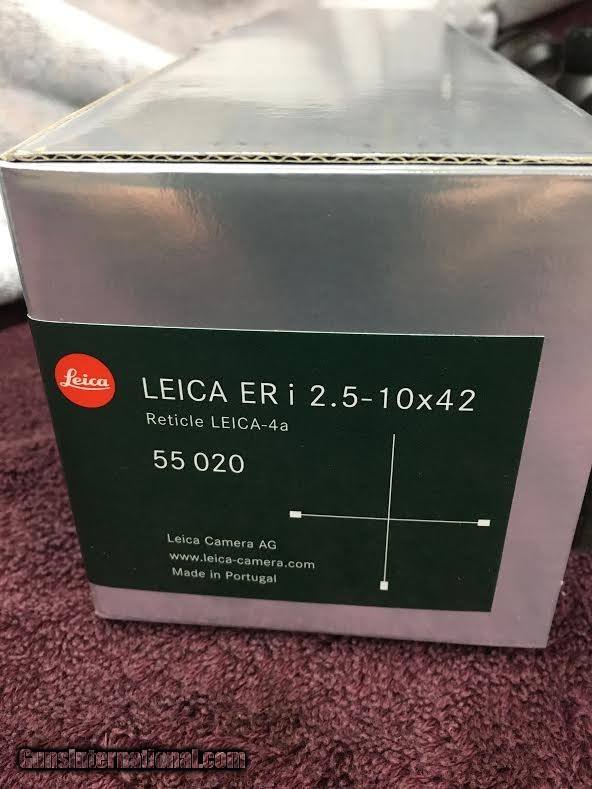 Leica
LEICA ER i 2.5-10x42
Reticle LEICA-4a
55 020
Leica Camera AG
www.leica-camera.com
Made in Portugal
GunsInternational.com